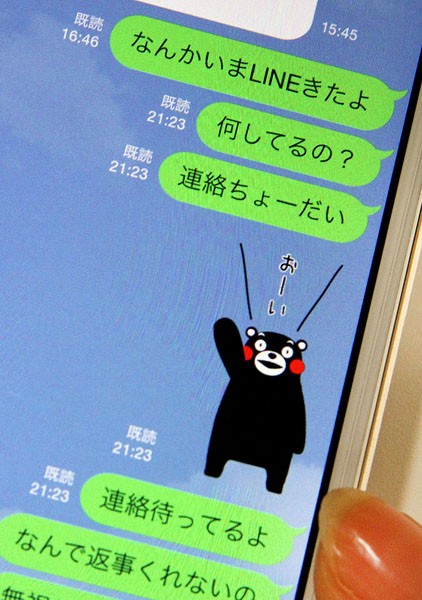 15:45
なんかいまLINEきたよ
既読
16:46
何してるの？
既読
21:23
連絡ちょーだい
既読
21:23
おーい
既読
21:23
連絡待ってるよ
既読
21:23
なんで返事くれないの